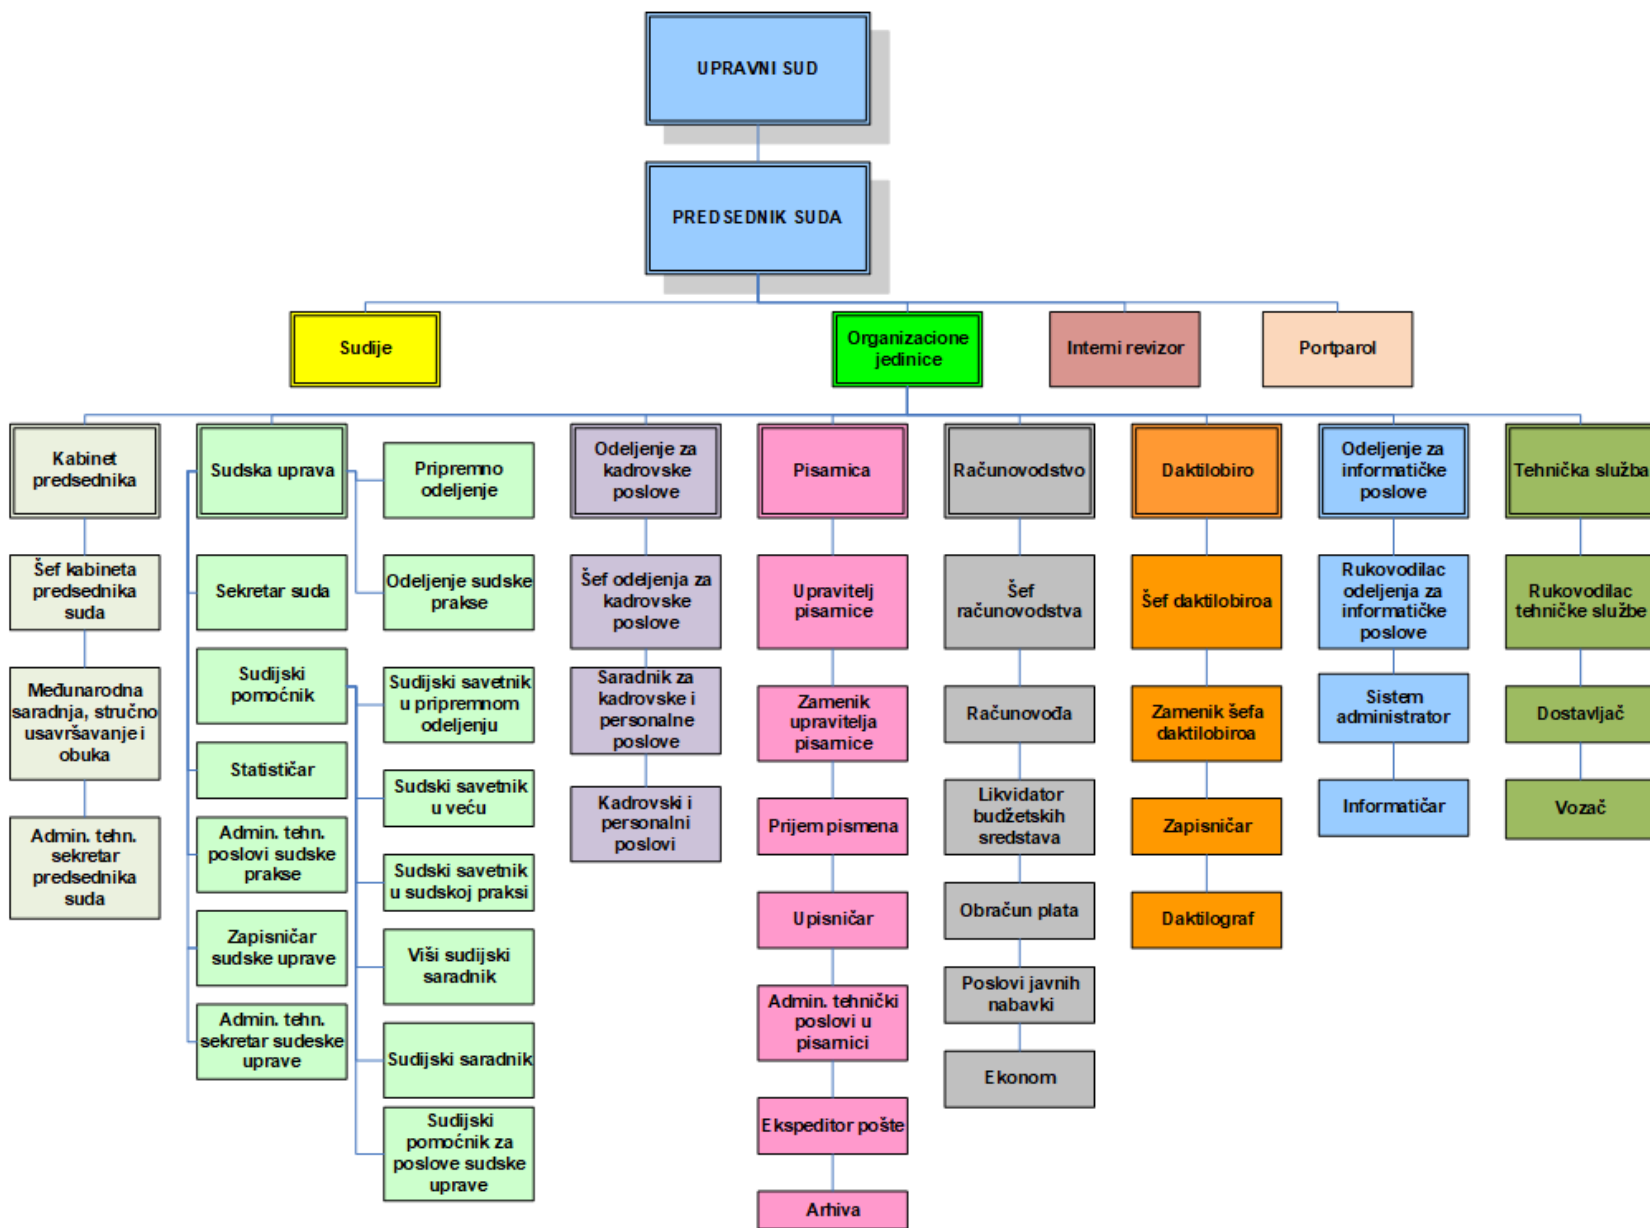 UPRAVNI SUD
PREDSEDNIK SUDA
Sudije
Organizacione
jedinice
Interni revizor
Portparol
Kabinet
predsednika
Šef kabineta
predsednika
suda
Međunarodna
saradnja, stručno
usavršavanje i
obuka
Admin. tehn.
sekretar
predsednika
suda
Sudska uprava
Sekretar suda
Sudijski
pomoćnik
Statističar
Admin. tehn.
poslovi sudske
prakse
Zapisničar
sudske uprave
Admin. tehn.
sekretar sudeske
uprave
Pripremno
odeljenje
Odeljenje sudske
prakse
Sudijski savetnik
u pripremnom
odeljenju
Sudski savetnik
u veću
Sudski savetnik
u sudskoj praksi
Viši sudijski
saradnik
Sudijski saradnik
Sudijski
pomoćnik za
poslove sudske
uprave
Odeljenje za
kadrovske
poslove
Šef odeljenja za
kadrovske
poslove
Saradnik za
kadrovske i
personalne
poslove
Kadrovski i
personalni
poslovi
Pisarnica
Upravitelj
pisarnice
Zamenik
upravitelja
pisarnice
Prijem pismena
Upisničar
Admin. tehnički
poslovi u
pisarnici
Ekspeditor pošte
Arhiva
Računovodstvo
Šef
računovodstva
Računovođa
Likvidator
budžetskih
sredstava
Obračun plata
Poslovi javnih
nabavki
Ekonom
Daktilobiro
Šef daktilobiroa
Zamenik šefa
daktilobiroa
Zapisničar
Daktilograf
Odeljenje za
informatičke
poslove
Rukovodilac
odeljenja za
informatičke
poslove
Sistem
administrator
Informatičar
Tehnička služba
Rukovodilac
tehničke službe
Dostavljač
Vozač